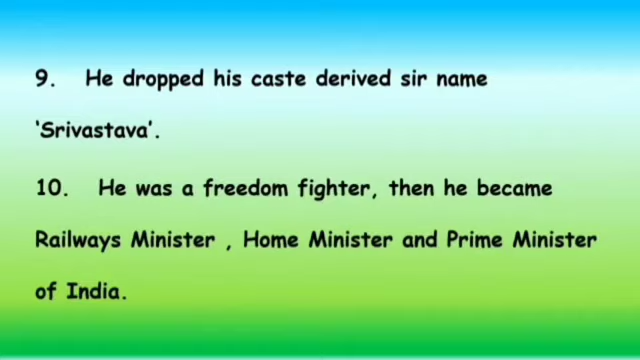 9. He dropped his caste derived sir name
‘Srivastava’.
10. He was a freedom fighter, then he became
Railways Minister , Home Minister and Prime Minister
of India.